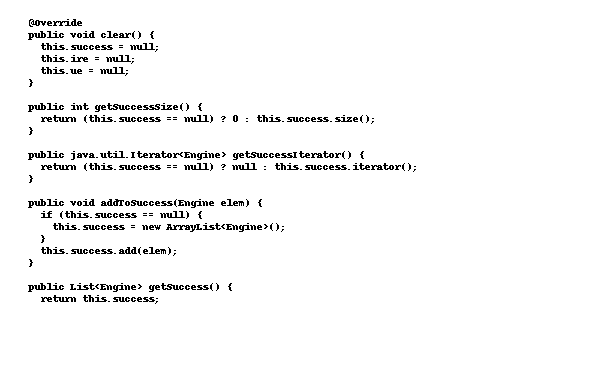 @Override
public void clear() {
  this.success = null;
  this.ire = null;
  this.ue = null;
}

public int getSuccessSize() {
  return (this.success == null) ? 0 : this.success.size();
}

public java.util.Iterator<Engine> getSuccessIterator() {
  return (this.success == null) ? null : this.success.iterator();
}

public void addToSuccess(Engine elem) {
  if (this.success == null) {
    this.success = new ArrayList<Engine>();
  }
  this.success.add(elem);
}

public List<Engine> getSuccess() {
  return this.success;